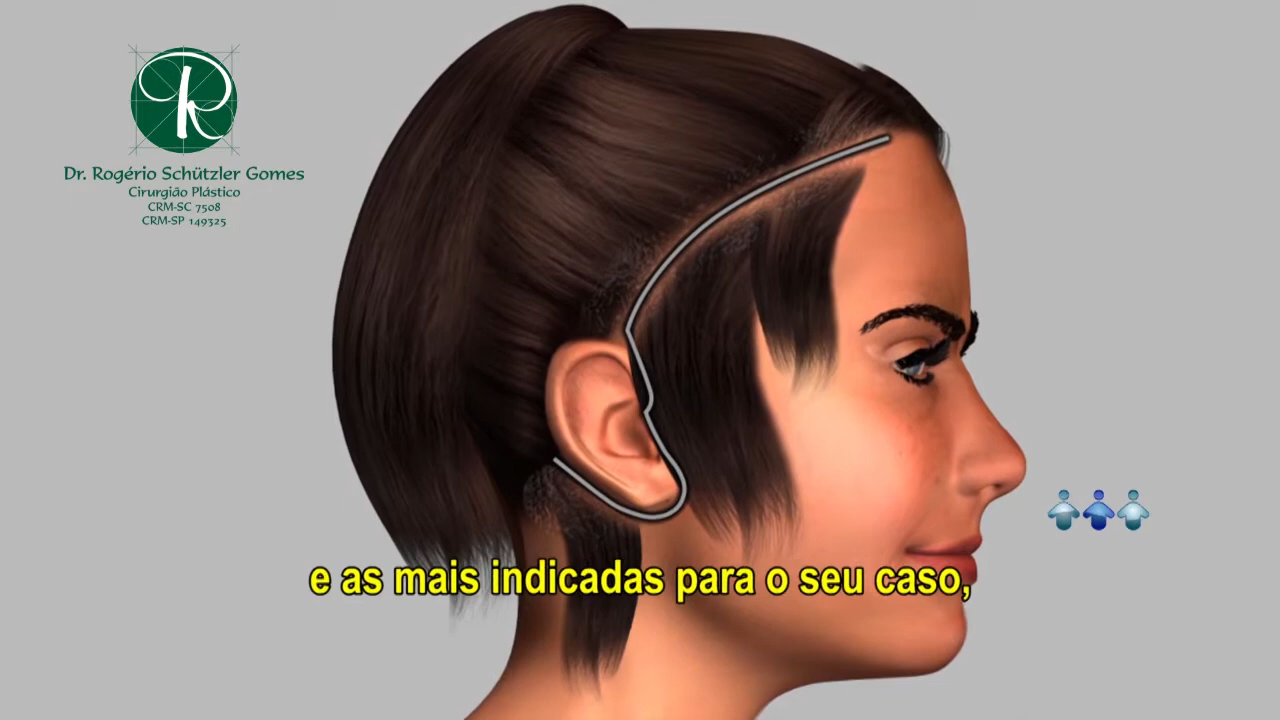 Dr. Rogério Schützler Gomes
Cirurgião Plástico
CRM-SC 7508
CRM-SP 149325
e as mais indicadas para o seu caso,